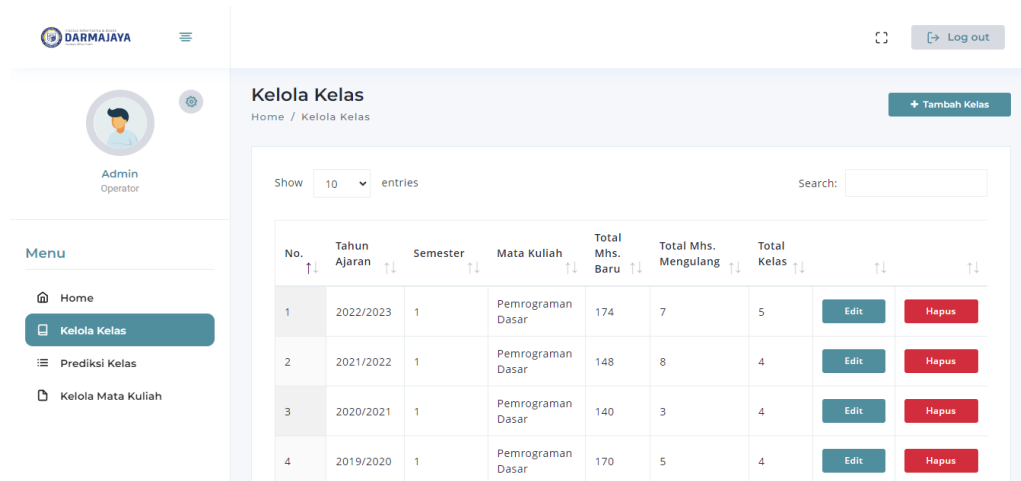 DARMAJAYA
Log out
Kelola Kelas
Home / Kelola Kelas
+ Tambah Kelas
Admin
Operator
Menu
Home
Kelola Kelas
Prediksi Kelas
Kelola Mata Kuliah
Show 10 entries
Search:
No. Tahun Ajaran Semester Mata Kuliah Total Mhs. Baru Total Mhs. Mengulang Total Kelas
1 2022/2023 1 Pemrograman Dasar 174 7 5 Edit Hapus
2 2021/2022 1 Pemrograman Dasar 148 8 4 Edit Hapus
3 2020/2021 1 Pemrograman Dasar 140 3 4 Edit Hapus
4 2019/2020 1 Pemrograman Dasar 170 5 4 Edit Hapus